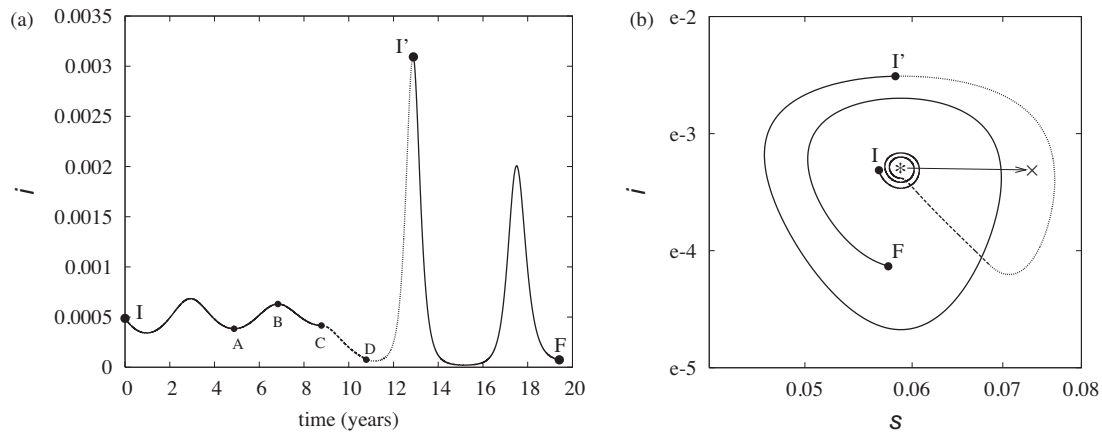 (a)
0.0035
0.003
0.0025
0.002
0.0015
0.001
0.0005
0
i
I
A
B
C
D
I'
F
0 2 4 6 8 10 12 14 16 18 20
time (years)
(b)
e-2
e-3
e-4
e-5
i
I'
I
F
0.05 0.06 0.07 0.08
s